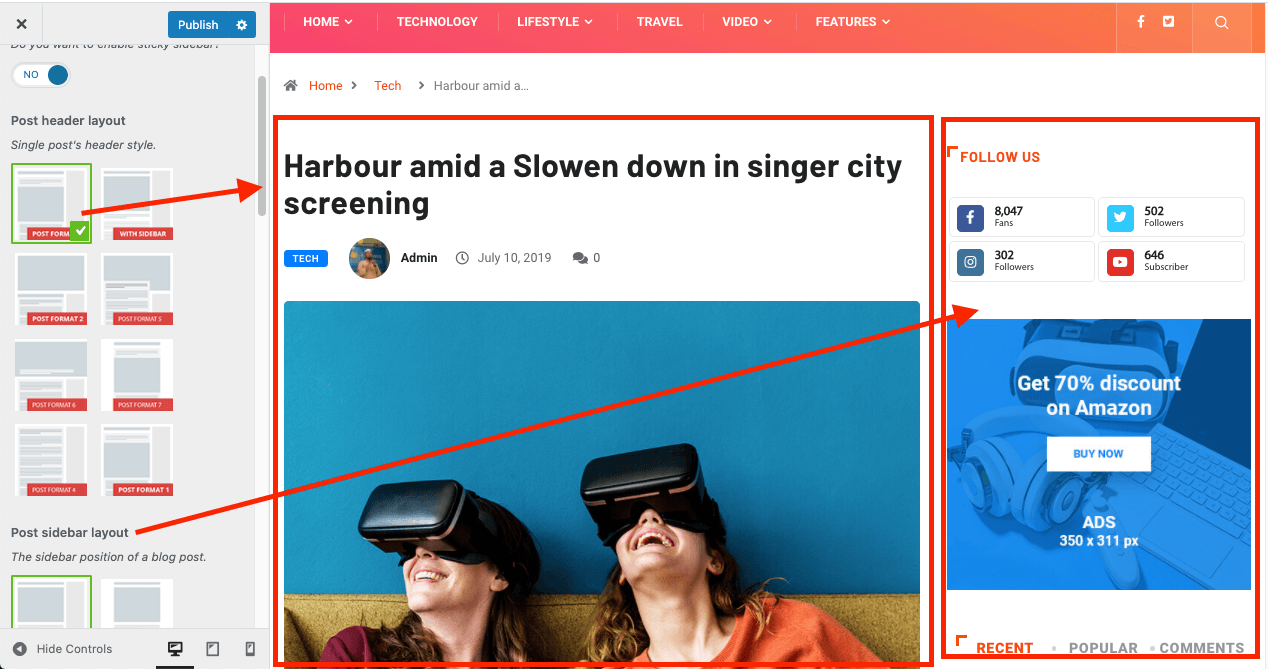 Publish
Do you want to enable sticky sidebar?
NO
Post header layout
Single post's header style.
POST FORM
WITH SIDEBAR
POST FORMAT 2
POST FORMAT 5
POST FORMAT 6
POST FORMAT 7
POST FORMAT 4
POST FORMAT 1
Post sidebar layout
The sidebar position of a blog post.
Hide Controls
HOME TECHNOLOGY LIFESTYLE TRAVEL VIDEO FEATURES
Home Tech Harbour amid a…
Harbour amid a Slowen down in singer city
screening
TECH Admin July 10, 2019 0
FOLLOW US
8,047
Fans
502
Followers
302
Followers
646
Subscriber
Get 70% discount
on Amazon
BUY NOW
ADS
350 x 311 px
RECENT POPULAR COMMENTS